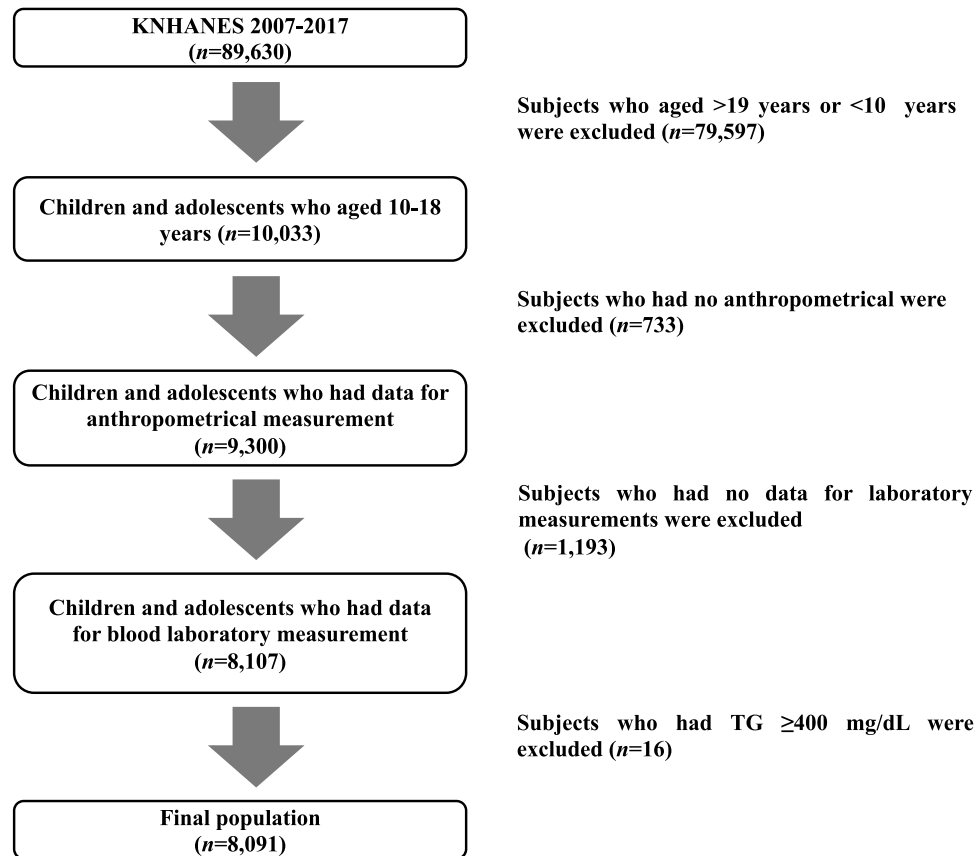 KNHANES 2007-2017
(n=89,630)
Subjects who aged >19 years or <10 years
were excluded (n=79,597)
Children and adolescents who aged 10-18
years (n=10,033)
Subjects who had no anthropometrical were
excluded (n=733)
Children and adolescents who had data for
anthropometrical measurement
(n=9,300)
Subjects who had no data for laboratory
measurements were excluded
(n=1,193)
Children and adolescents who had data
for blood laboratory measurement
(n=8,107)
Subjects who had TG ≥400 mg/dL were
excluded (n=16)
Final population
(n=8,091)